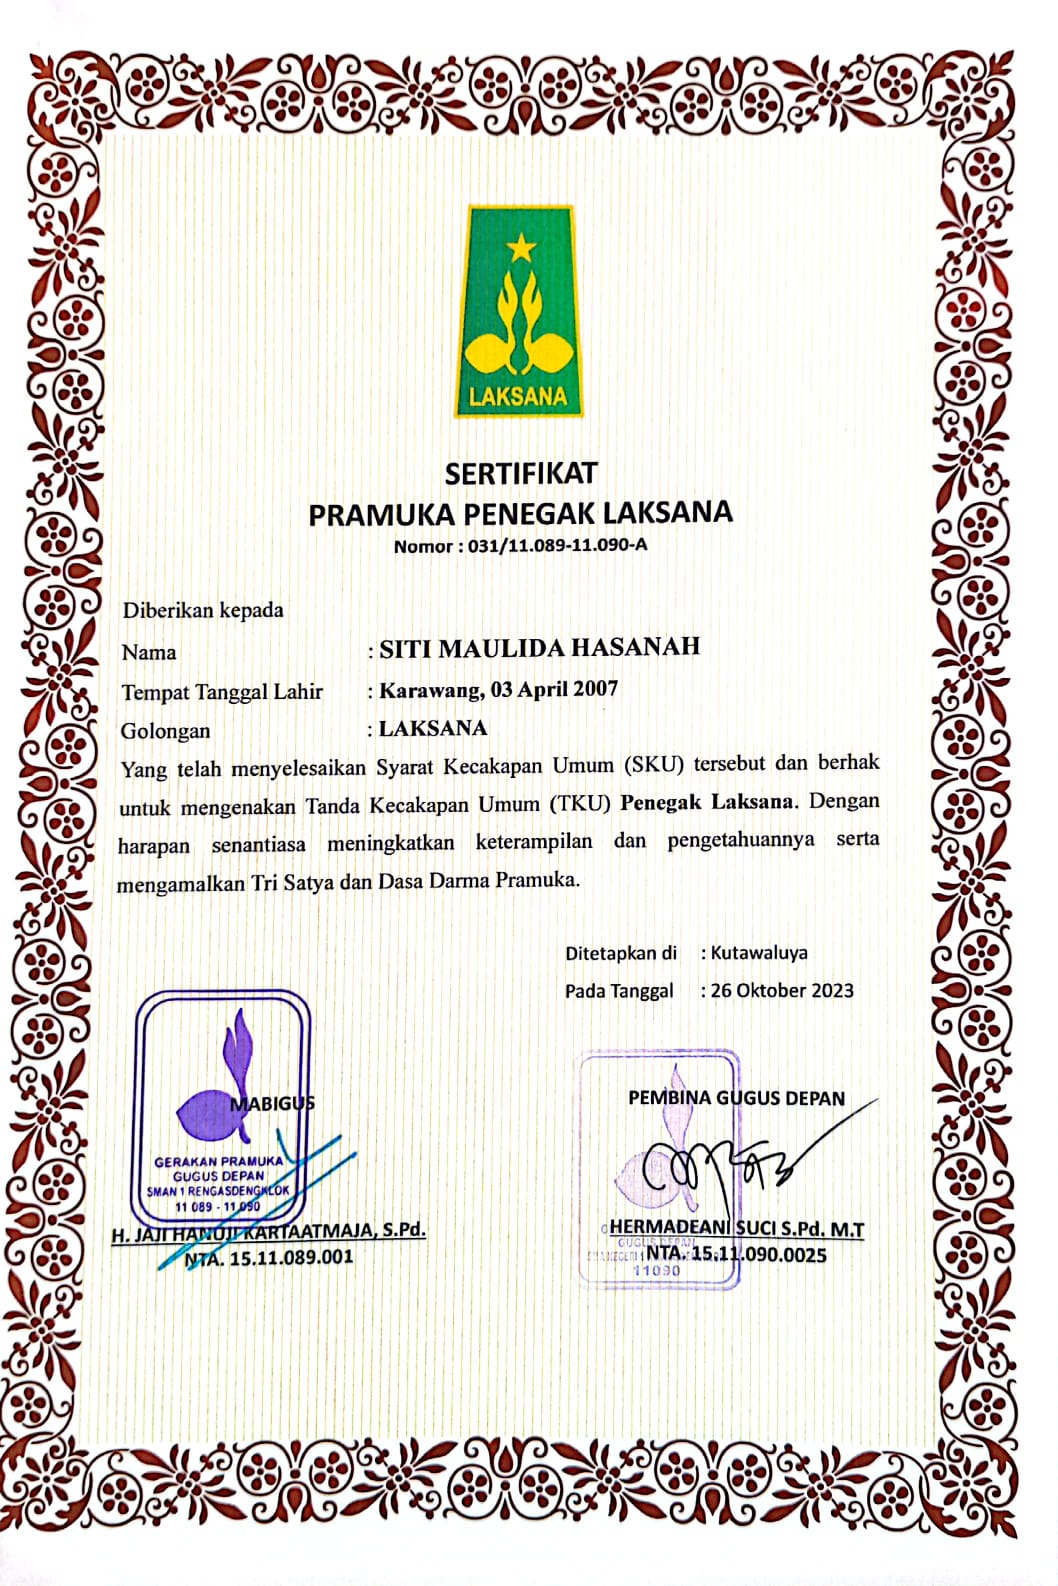 LAKSANA
SERTIFIKAT
PRAMUKA PENEGAK LAKSANA
Nomor : 031/11.089-11.090-A
Diberikan kepada
Nama : SITI MAULIDA HASANAH
Tempat Tanggal Lahir : Karawang, 03 April 2007
Golongan : LAKSANA
Yang telah menyelesaikan Syarat Kecakapan Umum (SKU) tersebut dan berhak
untuk mengenakan Tanda Kecakapan Umum (TKU) Penegak Laksana. Dengan
harapan senantiasa meningkatkan keterampilan dan pengetahuannya serta
mengamalkan Tri Satya dan Dasa Darma Pramuka.
Ditetapkan di : Kutawaluya
Pada Tanggal : 26 Oktober 2023
MABIGUS
GERAKAN PRAMUKA
GUGUS DEPAN
SMAN 1 RENGASDENGKLOK
11 089 - 11 090
H. JAJI HANUJI KARTAATMAJA, S.Pd.
NTA. 15.11.089.001
PEMBINA GUGUS DEPAN
HERMADEANI SUCI S.Pd. M.T
GUGUS DEPAN
NTA. 15.11.090.0025
11090